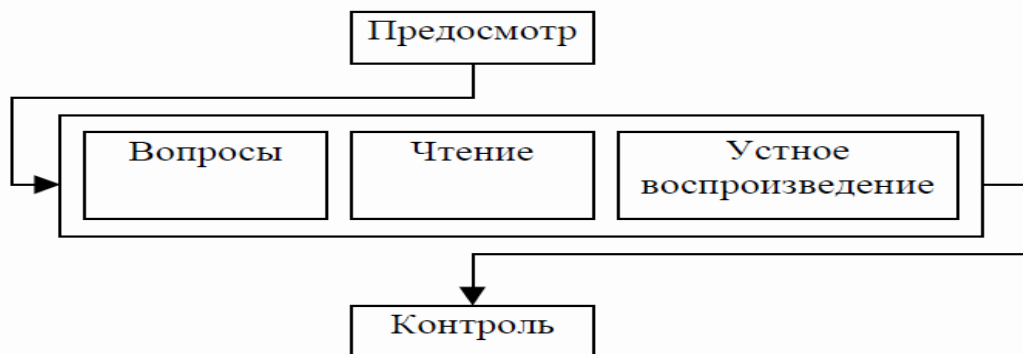 Предосмотр
Вопросы
Чтение
Устное
воспроизведение
Контроль